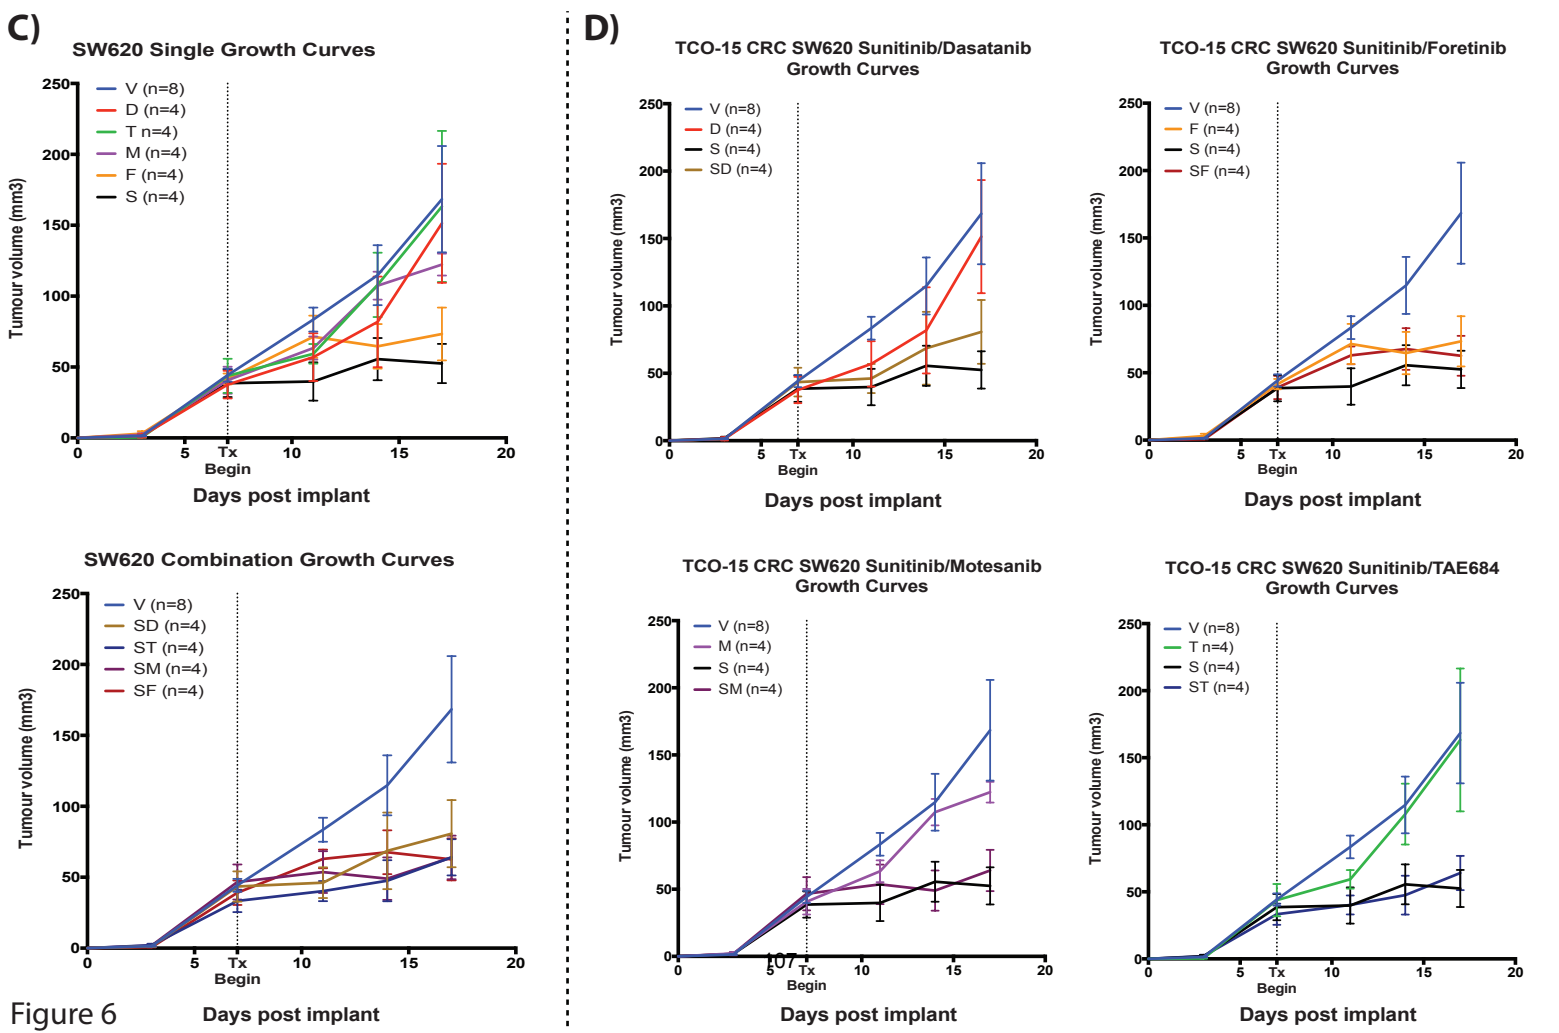 C)
SW620 Single Growth Curves
250
200
150
100
50
0
Tumour volume (mm3)
V (n=8)
D (n=4)
T n=4)
M (n=4)
F (n=4)
S (n=4)
0
5
Tx
Begin
10
15
20
Days post implant
SW620 Combination Growth Curves
250
200
150
100
50
0
Tumour volume (mm3)
V (n=8)
SD (n=4)
ST (n=4)
SM (n=4)
SF (n=4)
0
5
Tx
Begin
10
15
20
Days post implant
Figure 6
D)
TCO-15 CRC SW620 Sunitinib/Dasatanib
Growth Curves
250
200
150
100
50
0
Tumour volume (mm3)
V (n=8)
D (n=4)
S (n=4)
SD (n=4)
0
5
Tx
Begin
10
15
20
Days post implant
TCO-15 CRC SW620 Sunitinib/Foretinib
Growth Curves
250
200
150
100
50
0
Tumour volume (mm3)
V (n=8)
F (n=4)
S (n=4)
SF (n=4)
0
5
Tx
Begin
10
15
20
Days post implant
TCO-15 CRC SW620 Sunitinib/Motesanib
Growth Curves
250
200
150
100
50
0
Tumour volume (mm3)
V (n=8)
M (n=4)
S (n=4)
SM (n=4)
0
5
107
Tx
Begin
10
15
20
Days post implant
TCO-15 CRC SW620 Sunitinib/TAE684
Growth Curves
250
200
150
100
50
0
Tumour volume (mm3)
V (n=8)
T n=4)
S (n=4)
ST (n=4)
0
5
Tx
Begin
10
15
20
Days post implant